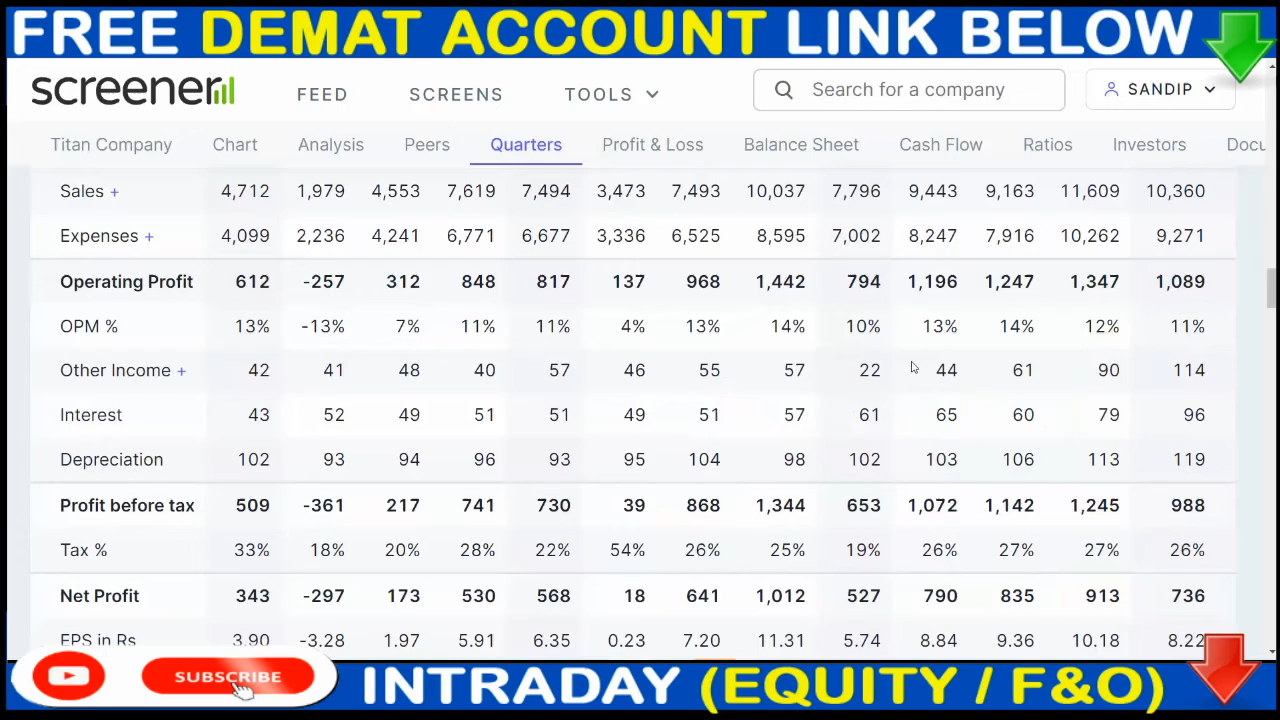 FREE DEMAT ACCOUNT LINK BELOW
screener FEED SCREENS TOOLS Search for a company SANDIP
Titan Company Chart Analysis Peers Quarters Profit & Loss Balance Sheet Cash Flow Ratios Investors Docu
Sales + 4,712 1,979 4,553 7,619 7,494 3,473 7,493 10,037 7,796 9,443 9,163 11,609 10,360
Expenses + 4,099 2,236 4,241 6,771 6,677 3,336 6,525 8,595 7,002 8,247 7,916 10,262 9,271
Operating Profit 612 -257 312 848 817 137 968 1,442 794 1,196 1,247 1,347 1,089
OPM % 13% -13% 7% 11% 11% 4% 13% 14% 10% 13% 14% 12% 11%
Other Income + 42 41 48 40 57 46 55 57 22 44 61 90 114
Interest 43 52 49 51 51 49 51 57 61 65 60 79 96
Depreciation 102 93 94 96 93 95 104 98 102 103 106 113 119
Profit before tax 509 -361 217 741 730 39 868 1,344 653 1,072 1,142 1,245 988
Tax % 33% 18% 20% 28% 22% 54% 26% 25% 19% 26% 27% 27% 26%
Net Profit 343 -297 173 530 568 18 641 1,012 527 790 835 913 736
EPS in Rs 3.90 -3.28 1.97 5.91 6.35 0.23 7.20 11.31 5.74 8.84 9.36 10.18 8.22
SUBSCRIBE INTRADAY (EQUITY / F&O)